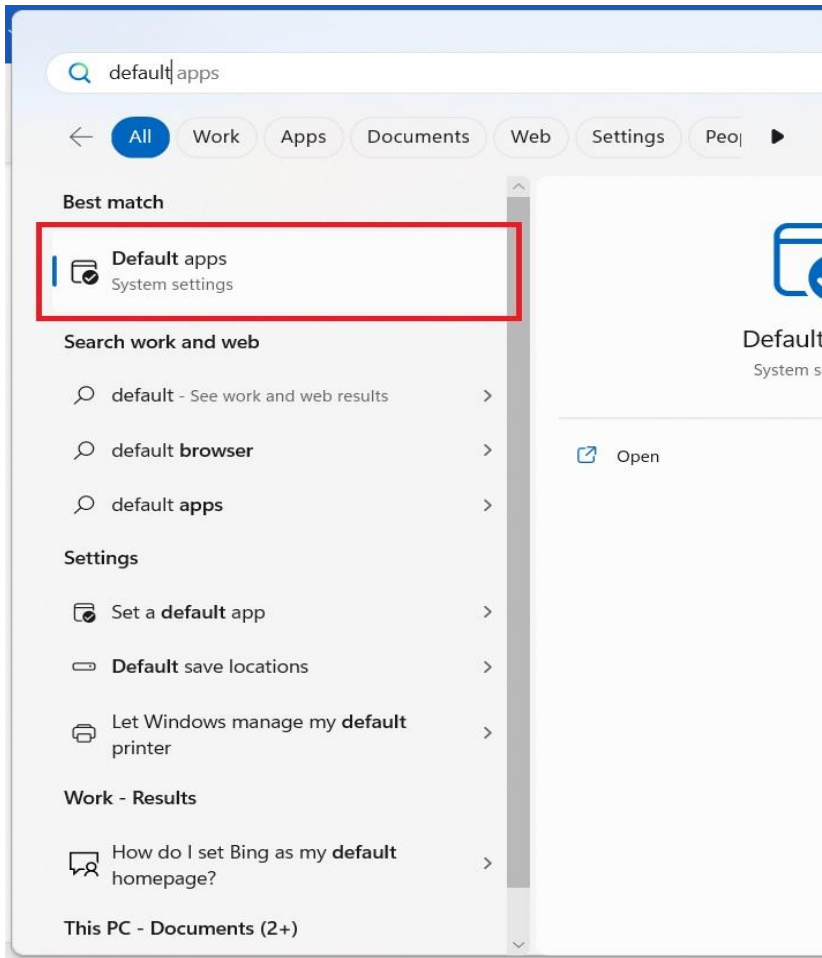 default apps
All Work Apps Documents Web Settings
Best match
Default apps
System settings
Search work and web
default - See work and web results
default browser
default apps
Settings
Set a default app
Default save locations
Let Windows manage my default
printer
Work - Results
How do I set Bing as my default
homepage?
This PC - Documents (2+)
Default
System s
Open